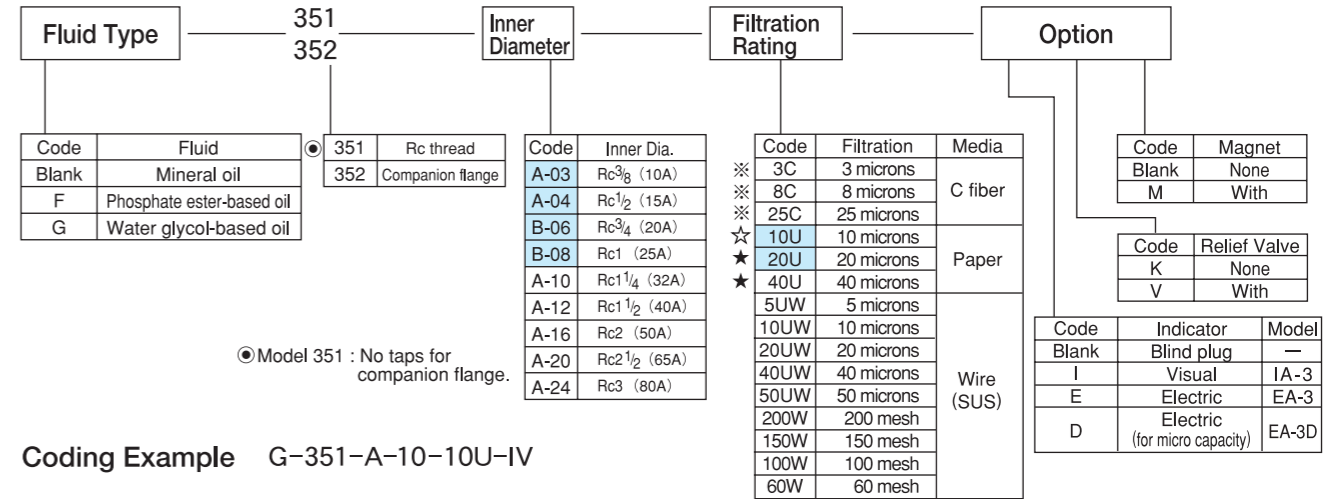 Fluid Type
351
352
Inner
Diameter
Filtration
Rating
Option
Code Fluid
Blank Mineral oil
F Phosphate ester-based oil
G Water glycol-based oil
◉ 351 Rc thread
352 Companion flange
Code Inner Dia.
A-03 Rc3/8 (10A)
A-04 Rc1/2 (15A)
B-06 Rc3/4 (20A)
B-08 Rc1 (25A)
A-10 Rc1 1/4 (32A)
A-12 Rc1 1/2 (40A)
A-16 Rc2 (50A)
A-20 Rc2 1/2 (65A)
A-24 Rc3 (80A)
◉Model 351 : No taps for
companion flange.
Code Filtration Media
※ 3C 3 microns C fiber
※ 8C 8 microns
※ 25C 25 microns
☆ 10U 10 microns Paper
★ 20U 20 microns
★ 40U 40 microns
5UW 5 microns Wire
(SUS)
10UW 10 microns
20UW 20 microns
40UW 40 microns
50UW 50 microns
200W 200 mesh
150W 150 mesh
100W 100 mesh
60W 60 mesh
Code Magnet
Blank None
M With
Code Relief Valve
K None
V With
Code Indicator Model
Blank Blind plug —
I Visual IA-3
E Electric EA-3
D Electric
(for micro capacity) EA-3D
Coding Example G-351-A-10-10U-IV